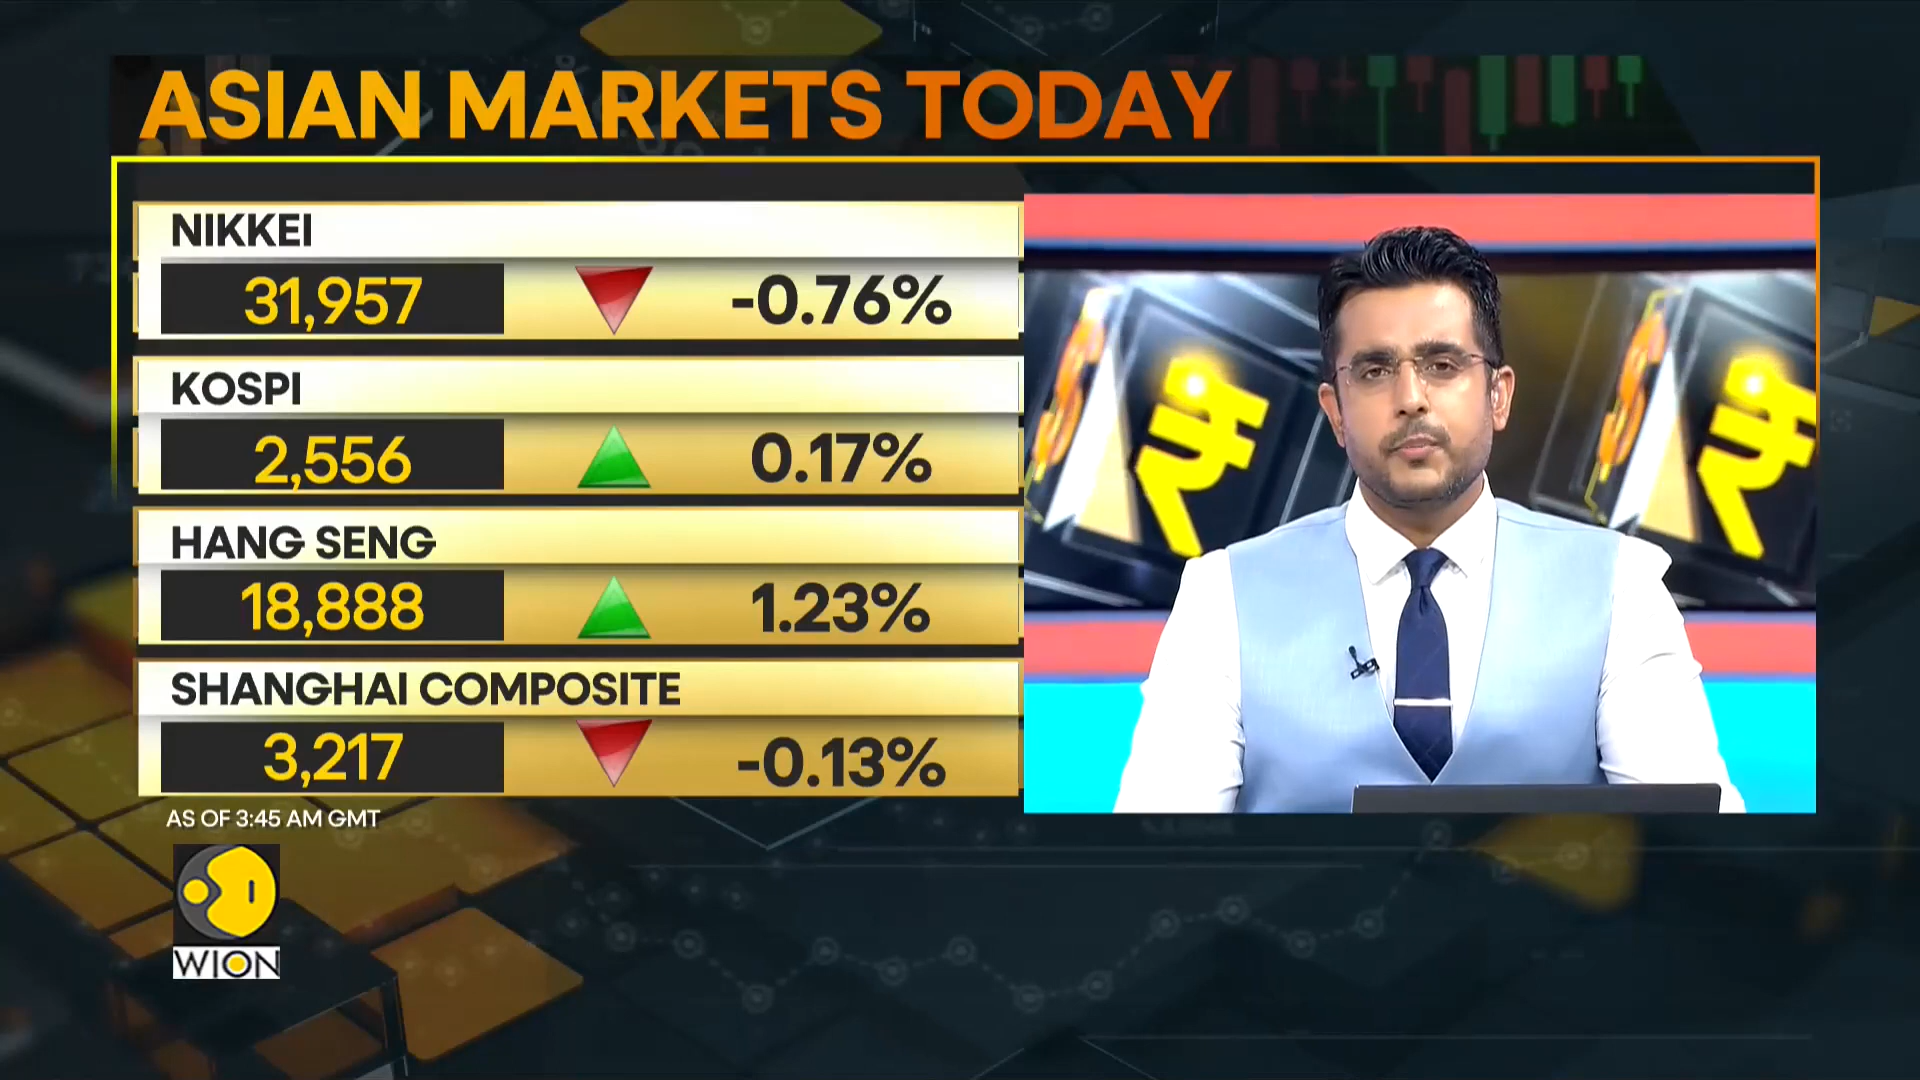 ASIAN MARKETS TODAY
NIKKEI
31,957 -0.76%
KOSPI
2,556 0.17%
HANG SENG
18,888 1.23%
SHANGHAI COMPOSITE
3,217 -0.13%
AS OF 3:45 AM GMT
WION